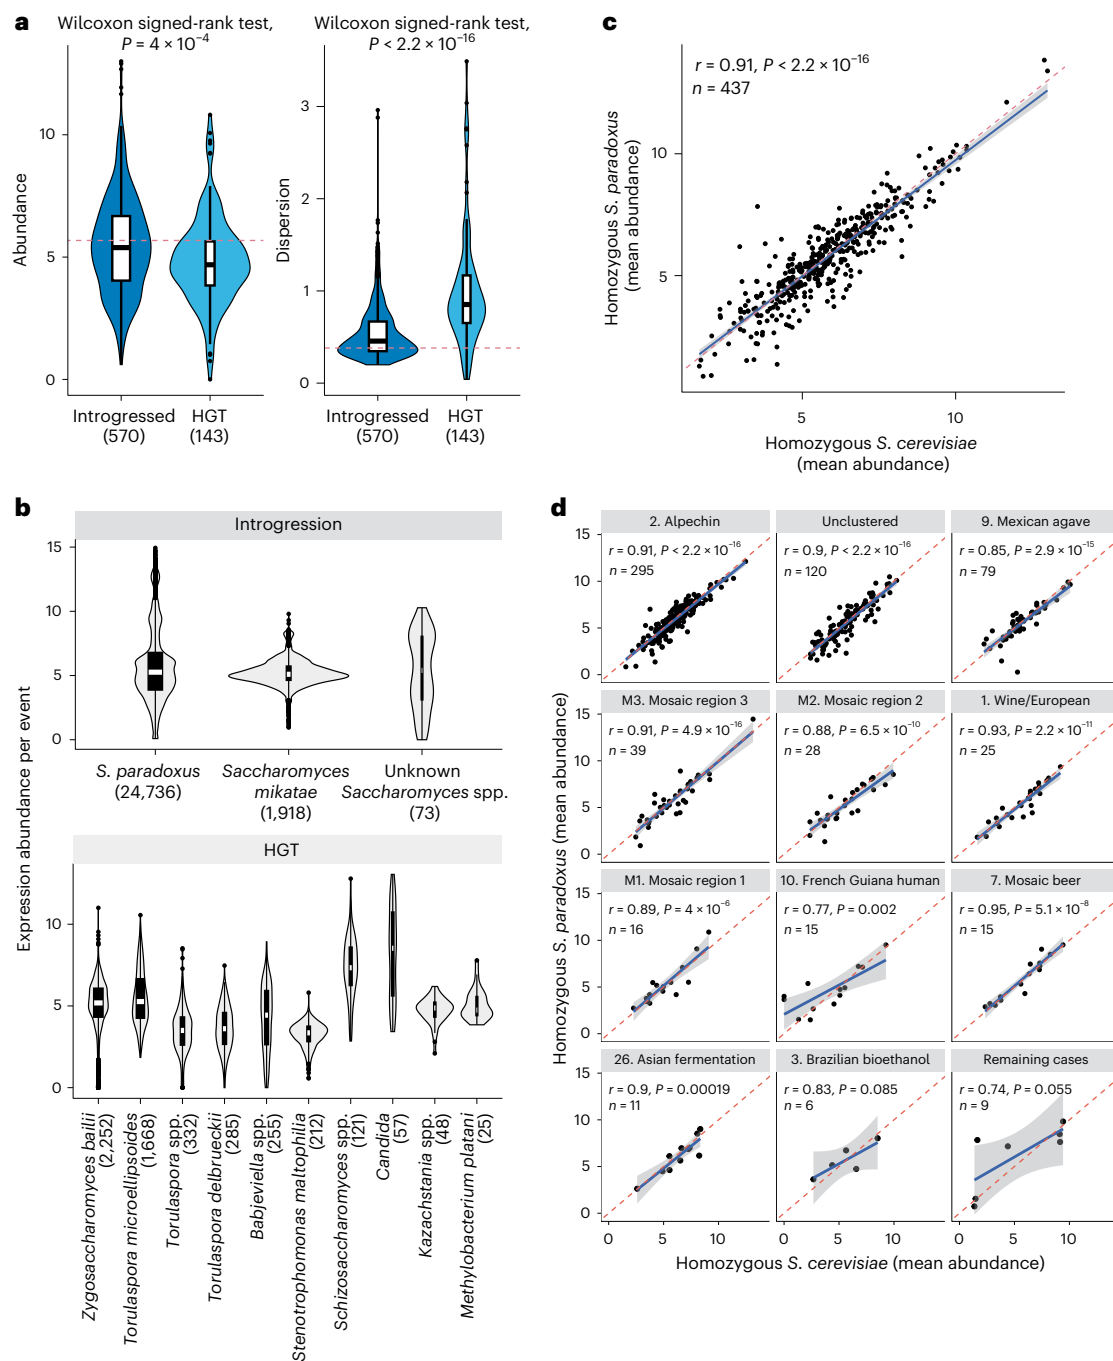 a
Wilcoxon signed-rank test,
P = 4 × 10⁻⁴
Wilcoxon signed-rank test,
P < 2.2 × 10⁻¹⁶
Abundance
10
5
0
Introgressed
(570)
HGT
(143)
Dispersion
3
2
1
0
Introgressed
(570)
HGT
(143)
c
r = 0.91, P < 2.2 × 10⁻¹⁶
n = 437
Homozygous S. paradoxus
(mean abundance)
10
5
5
10
Homozygous S. cerevisiae
(mean abundance)
b
Expression abundance per event
Introgression
15
10
5
0
S. paradoxus
(24,736)
Saccharomyces
mikatae
(1,918)
Unknown
Saccharomyces spp.
(73)
HGT
10
5
0
Zygosaccharomyces bailii
(2,252)
Torulaspora microellipsoides
(1,668)
Torulaspora spp.
(332)
Torulaspora delbrueckii
(285)
Babjeviella spp.
(255)
Stenotrophomonas maltophilia
(212)
Schizosaccharomyces spp.
(121)
Candida
(57)
Kazachstania spp.
(48)
Methylobacterium platani
(25)
d
Homozygous S. paradoxus (mean abundance)
2. Alpechin
r = 0.91, P < 2.2 × 10⁻¹⁶
n = 295
Unclustered
r = 0.9, P < 2.2 × 10⁻¹⁶
n = 120
9. Mexican agave
r = 0.85, P = 2.9 × 10⁻¹⁵
n = 79
15
10
5
0
M3. Mosaic region 3
r = 0.91, P = 4.9 × 10⁻¹⁶
n = 39
M2. Mosaic region 2
r = 0.88, P = 6.5 × 10⁻¹⁰
n = 28
1. Wine/European
r = 0.93, P = 2.2 × 10⁻¹¹
n = 25
15
10
5
0
M1. Mosaic region 1
r = 0.89, P = 4 × 10⁻⁶
n = 16
10. French Guiana human
r = 0.77, P = 0.002
n = 15
7. Mosaic beer
r = 0.95, P = 5.1 × 10⁻⁸
n = 15
15
10
5
0
26. Asian fermentation
r = 0.9, P = 0.00019
n = 11
3. Brazilian bioethanol
r = 0.83, P = 0.085
n = 6
Remaining cases
r = 0.74, P = 0.055
n = 9
15
10
5
0
0 5 10
0 5 10
0 5 10
Homozygous S. cerevisiae (mean abundance)